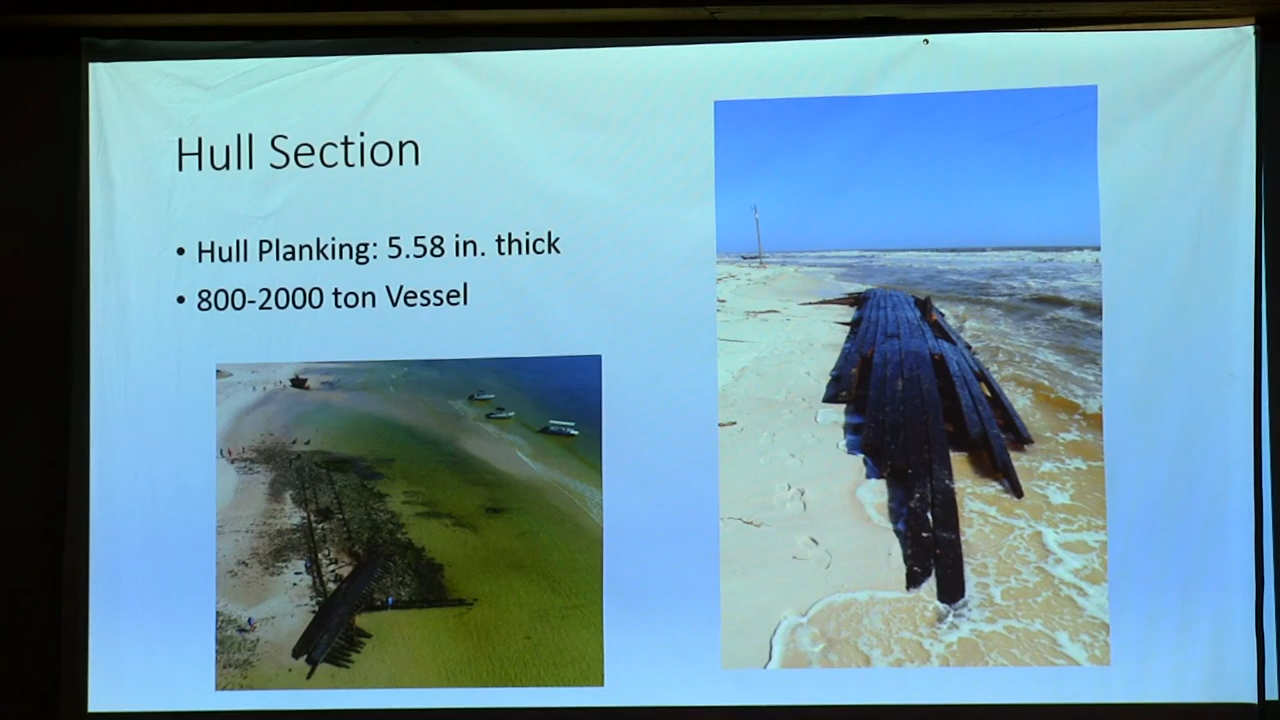 Hull Section
• Hull Planking: 5.58 in. thick
• 800-2000 ton Vessel